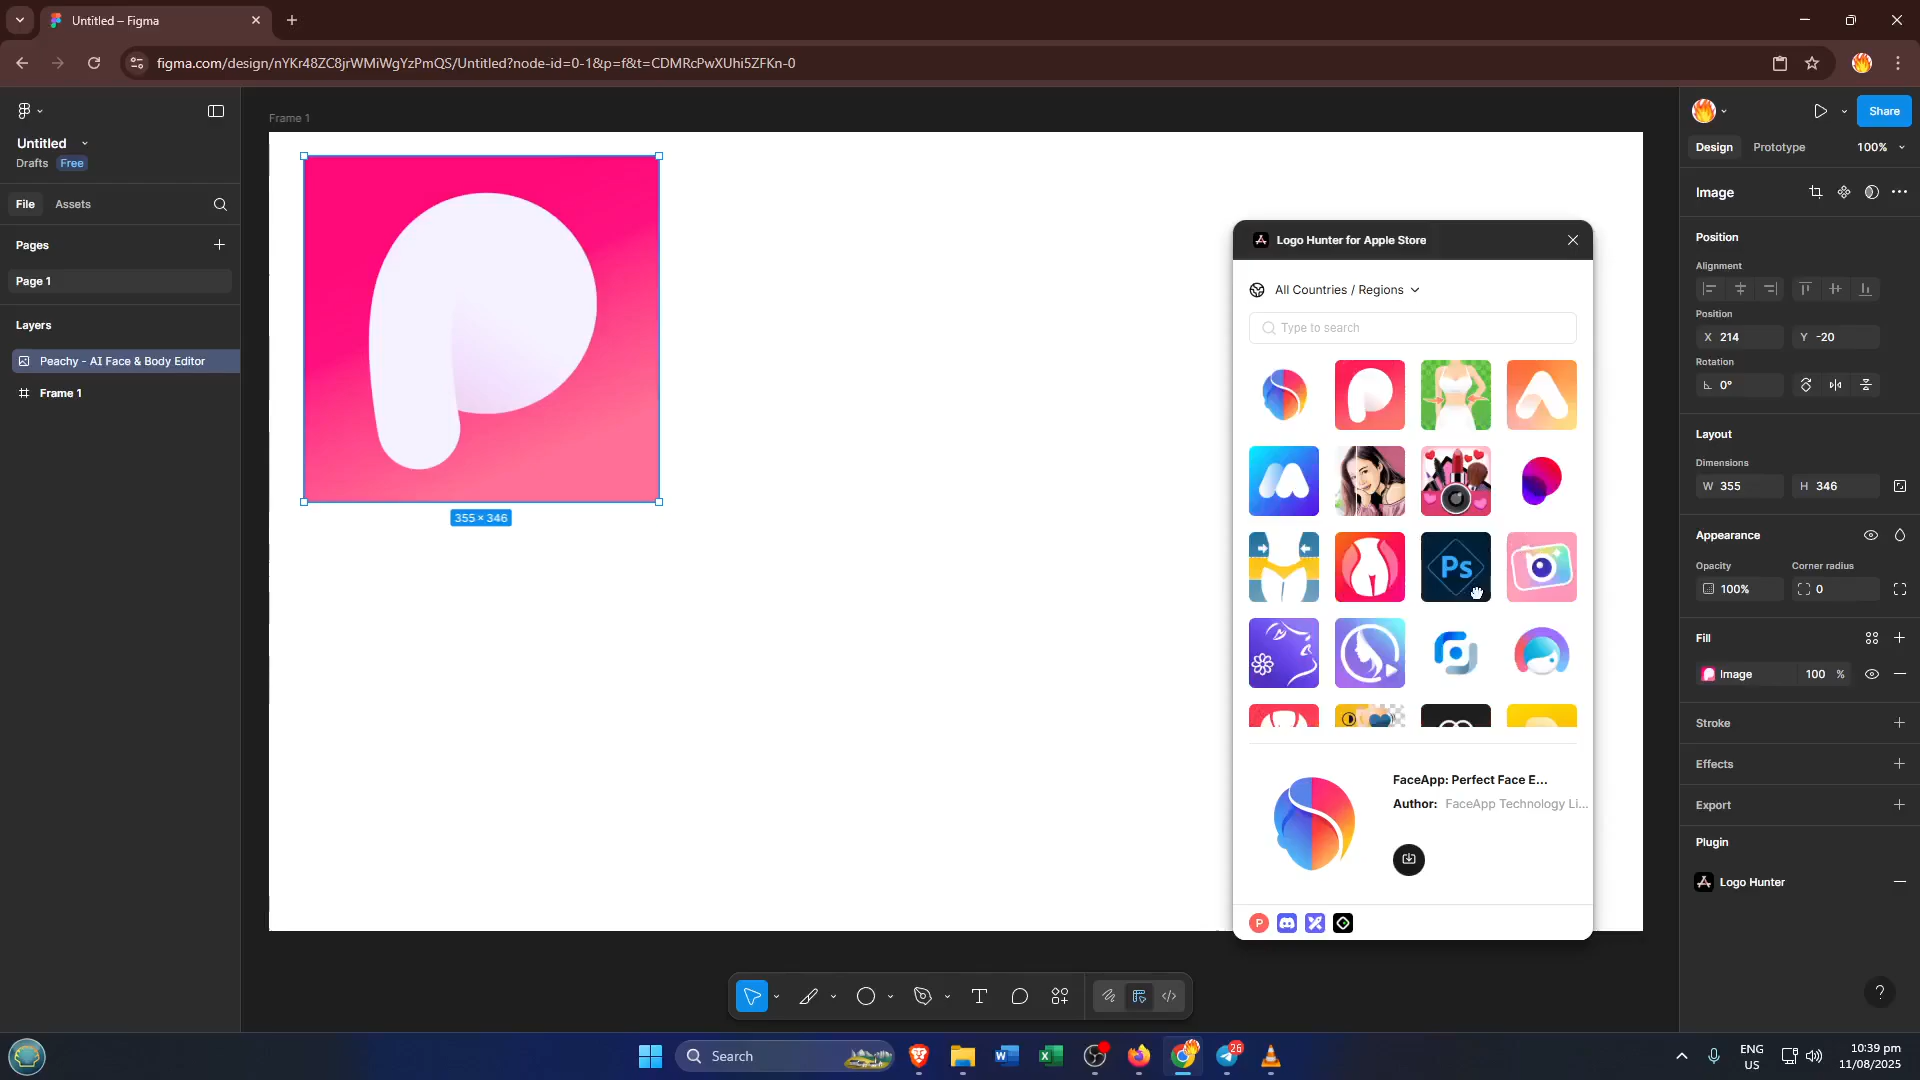 Untitled – Figma
figma.com/design/nYKr48ZC8jrWMiWgYzPmQS/Untitled?node-id=0-1&p=f&t=CDMRcPwXUhi5ZFKn-0
Untitled
Drafts Free
File Assets
Pages
Page 1
Layers
Peachy - AI Face & Body Editor
Frame 1
Frame 1
355 × 346
Logo Hunter for Apple Store
All Countries / Regions
Type to search
Ps
FaceApp: Perfect Face E...
Author: FaceApp Technology Li...
P
Share
Design Prototype 100%
Image
Position
Alignment
Position
X 214 Y -20
Rotation
0°
Layout
Dimensions
W 355 H 346
Appearance
Opacity Corner radius
100% 0
Fill
Image 100 %
Stroke
Effects
Export
Plugin
Logo Hunter
?
Search
26
ENG
US
10:39 pm
11/08/2025